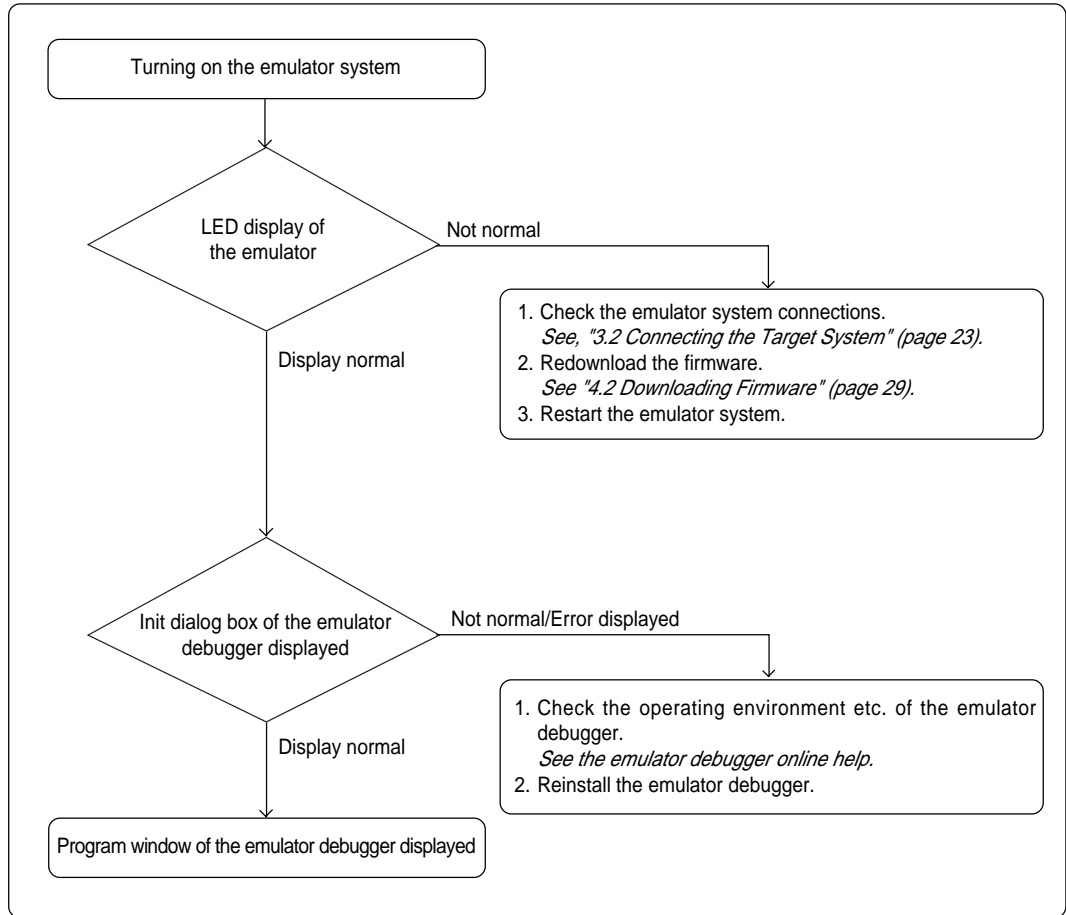 Turning on the emulator system
LED display of
the emulator
Not normal
1. Check the emulator system connections.
See, "3.2 Connecting the Target System" (page 23).
2. Redownload the firmware.
See "4.2 Downloading Firmware" (page 29).
3. Restart the emulator system.
Display normal
Init dialog box of the emulator
debugger displayed
Not normal/Error displayed
1. Check the operating environment etc. of the emulator
debugger.
See the emulator debugger online help.
2. Reinstall the emulator debugger.
Display normal
Program window of the emulator debugger displayed